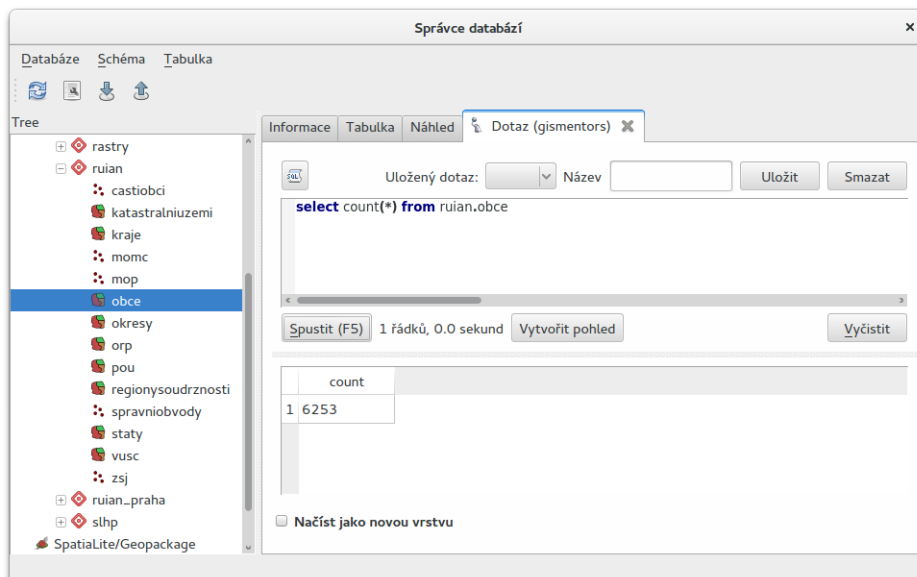 Správce databází
Databáze Schéma Tabulka
Tree
rastry
ruian
castiobci
katastralniuzemi
kraje
momc
mop
obce
okresy
orp
pou
regionysoudrznosti
spravniobvody
staty
vusc
zsj
ruian_praha
slhp
SpatiaLite/Geopackage
Informace Tabulka Náhled Dotaz (gismentors)
SQL Uložený dotaz: Název Uložit Smazat
select count(*) from ruian.obce
Spustit (F5) 1 řádků, 0.0 sekund Vytvořit pohled Vyčistit
count
1 6253
Načíst jako novou vrstvu